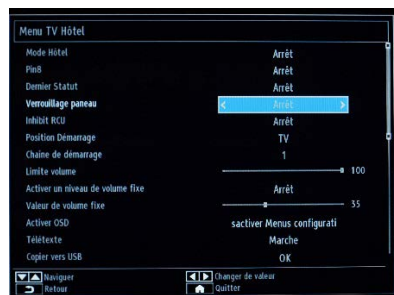 Menu TV Hôtel
Mode Hôtel Arrêt
Pin8 Arrêt
Dernier Statut Arrêt
Verrouillage paneau < Arrêt >
Inhibit RCU Arrêt
Position Démarrage TV
Chaine de démarrage 1
Limite volume 100
Activer un niveau de volume fixe Arrêt
Valeur de volume fixe 35
Activer OSD sactiver Menus configurati
Télétexte Marche
Copier vers USB OK
Naviguer Changer de valeur
Retour Quitter